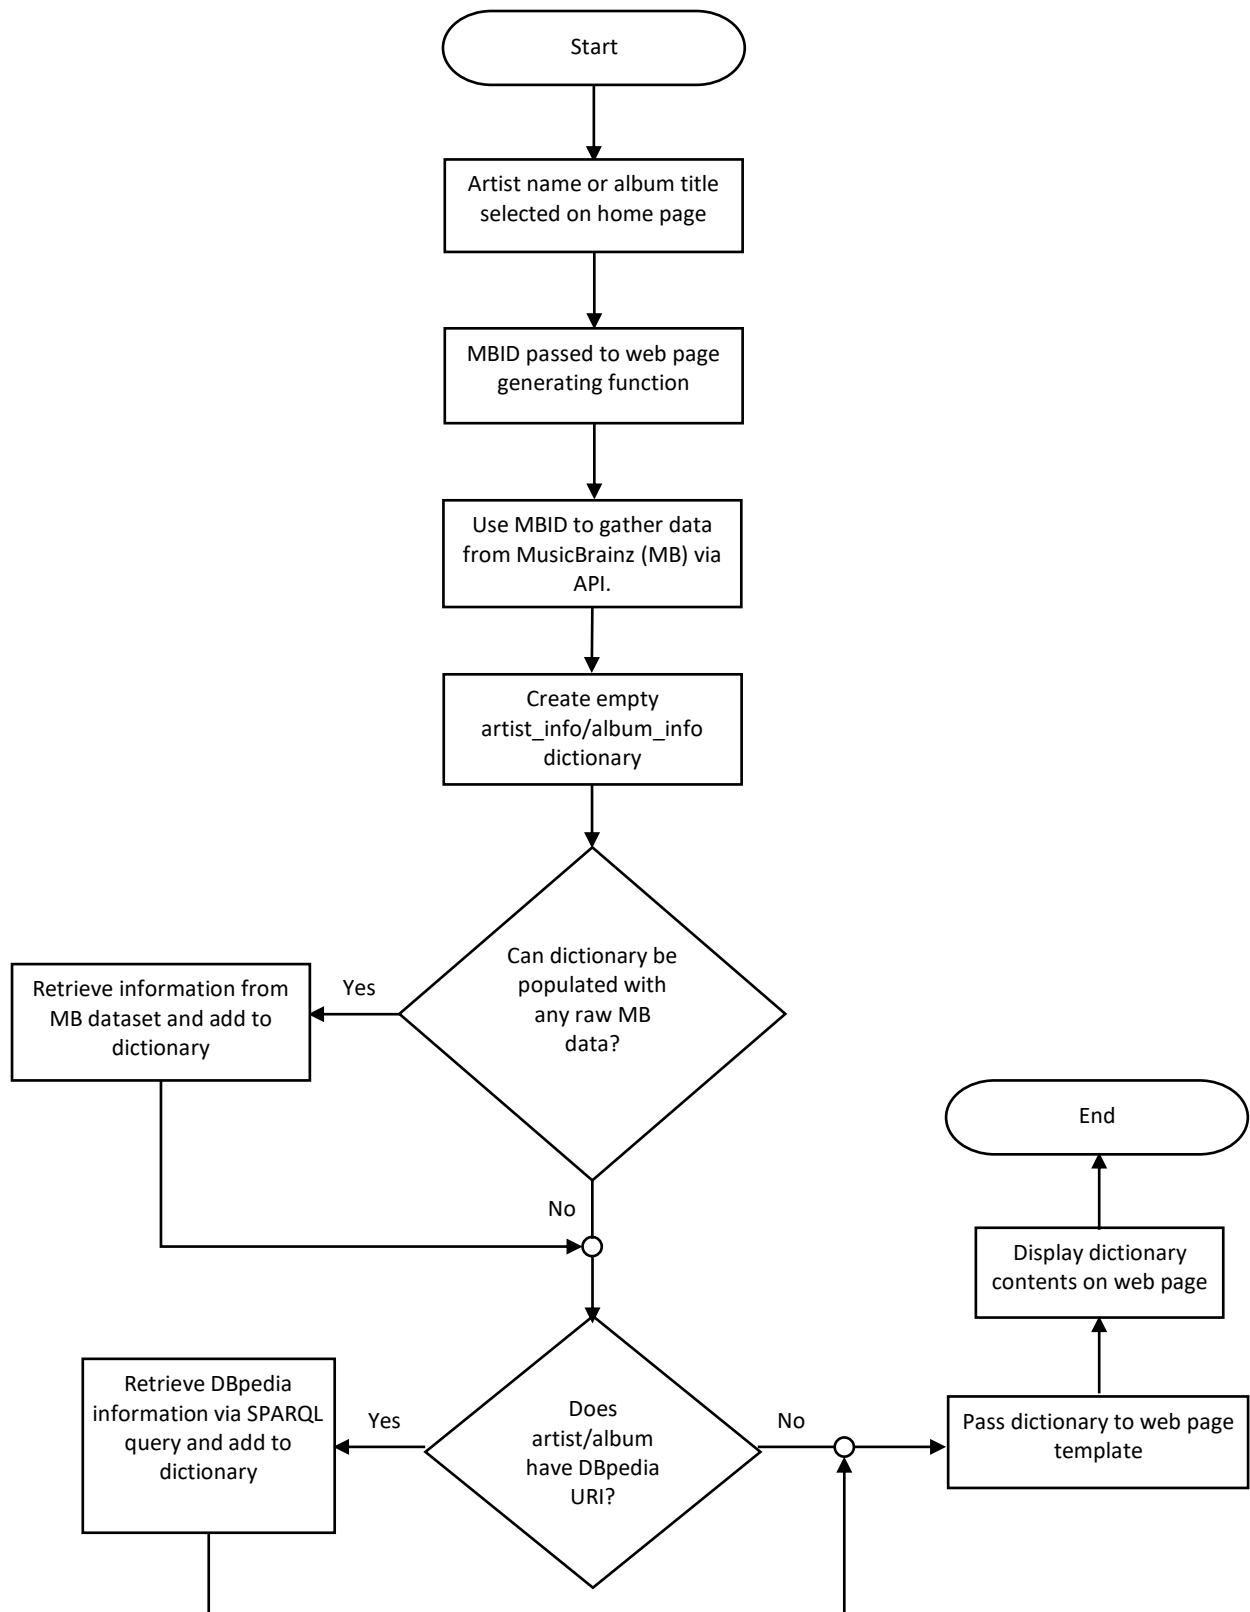 Start
Artist name or album title
selected on home page
MBID passed to web page
generating function
Use MBID to gather data
from MusicBrainz (MB) via
API.
Create empty
artist_info/album_info
dictionary
Can dictionary be
populated with
any raw MB
data?
Yes
Retrieve information from
MB dataset and add to
dictionary
No
Does
artist/album
have DBpedia
URI?
Yes
Retrieve DBpedia
information via SPARQL
query and add to
dictionary
No
Pass dictionary to web page
template
Display dictionary
contents on web page
End